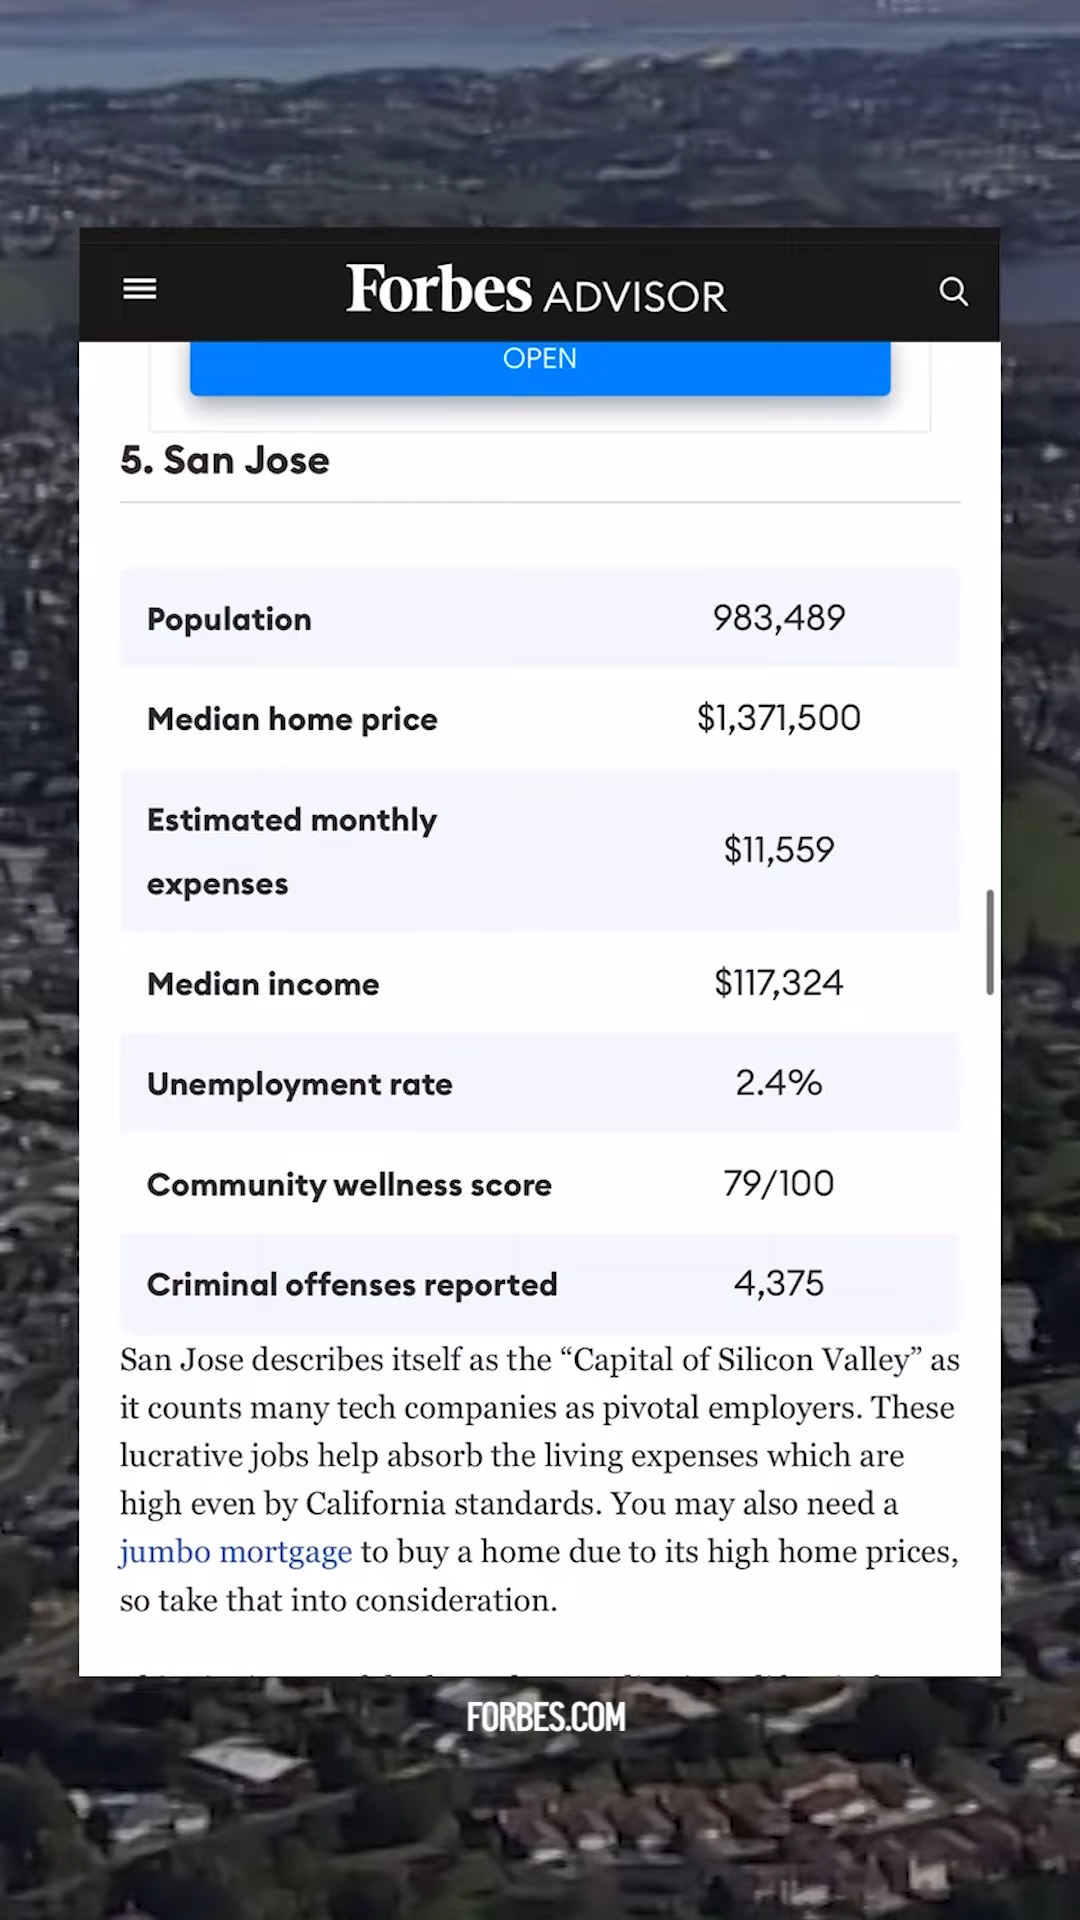 Forbes ADVISOR
OPEN
5. San Jose
Population 983,489
Median home price $1,371,500
Estimated monthly
expenses $11,559
Median income $117,324
Unemployment rate 2.4%
Community wellness score 79/100
Criminal offenses reported 4,375
San Jose describes itself as the “Capital of Silicon Valley” as
it counts many tech companies as pivotal employers. These
lucrative jobs help absorb the living expenses which are
high even by California standards. You may also need a
jumbo mortgage to buy a home due to its high home prices,
so take that into consideration.
FORBES.COM